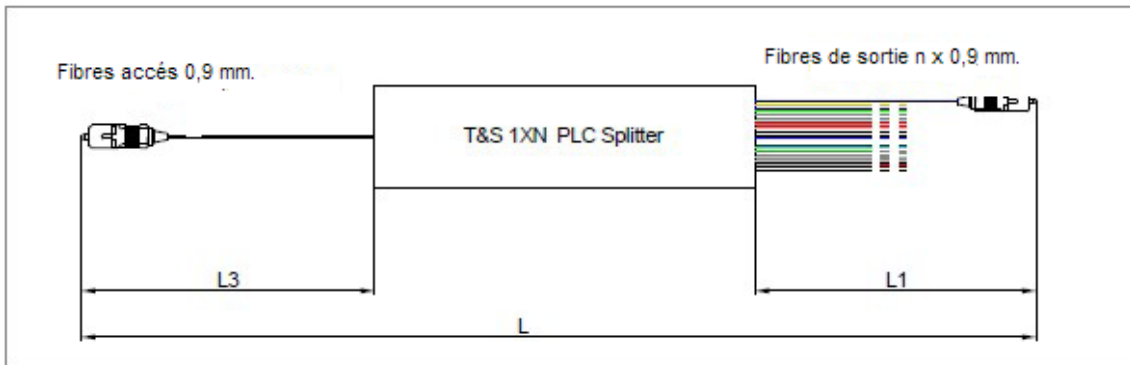 Fibres accés 0,9 mm.
Fibres de sortie n x 0,9 mm.
T&S 1XN PLC Splitter
L3
L1
L